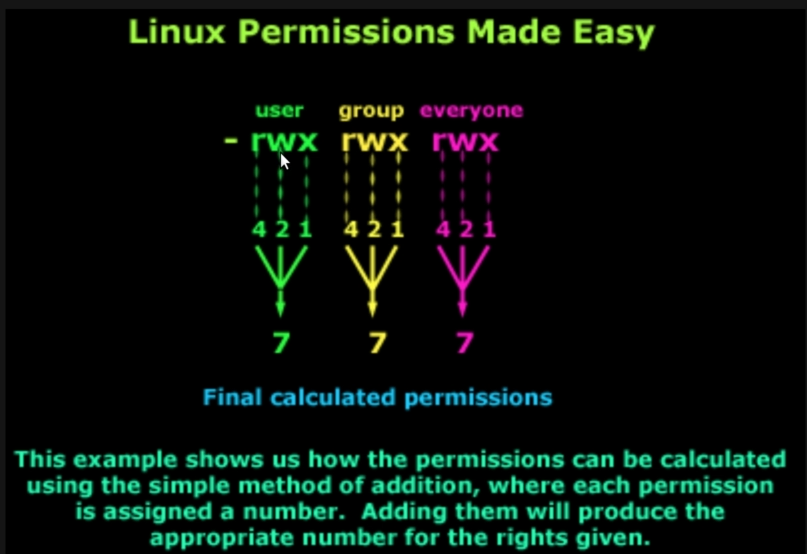 Linux Permissions Made Easy
user group everyone
- rwx rwx rwx
4 2 1 4 2 1 4 2 1
7 7 7
Final calculated permissions
This example shows us how the permissions can be calculated
using the simple method of addition, where each permission
is assigned a number. Adding them will produce the
appropriate number for the rights given.